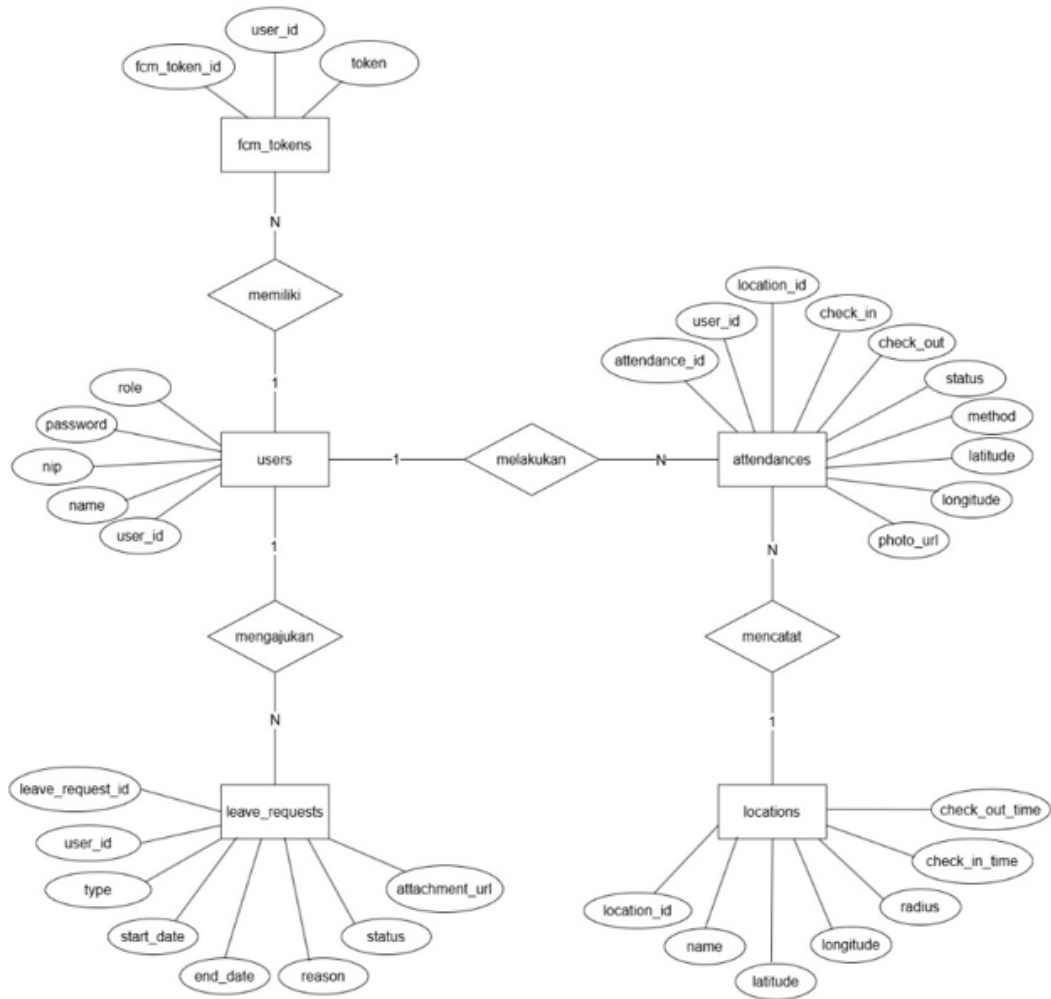 user_id
fcm_token_id
token
fcm_tokens
N
memiliki
1
role
password
nip
name
user_id
users
1
melakukan
N
location_id
user_id
check_in
attendance_id
check_out
status
method
latitude
longitude
photo_url
attendances
1
mengajukan
N
N
mencatat
1
leave_request_id
user_id
type
start_date
end_date
reason
status
attachment_url
leave_requests
locations
check_out_time
check_in_time
radius
longitude
latitude
name
location_id